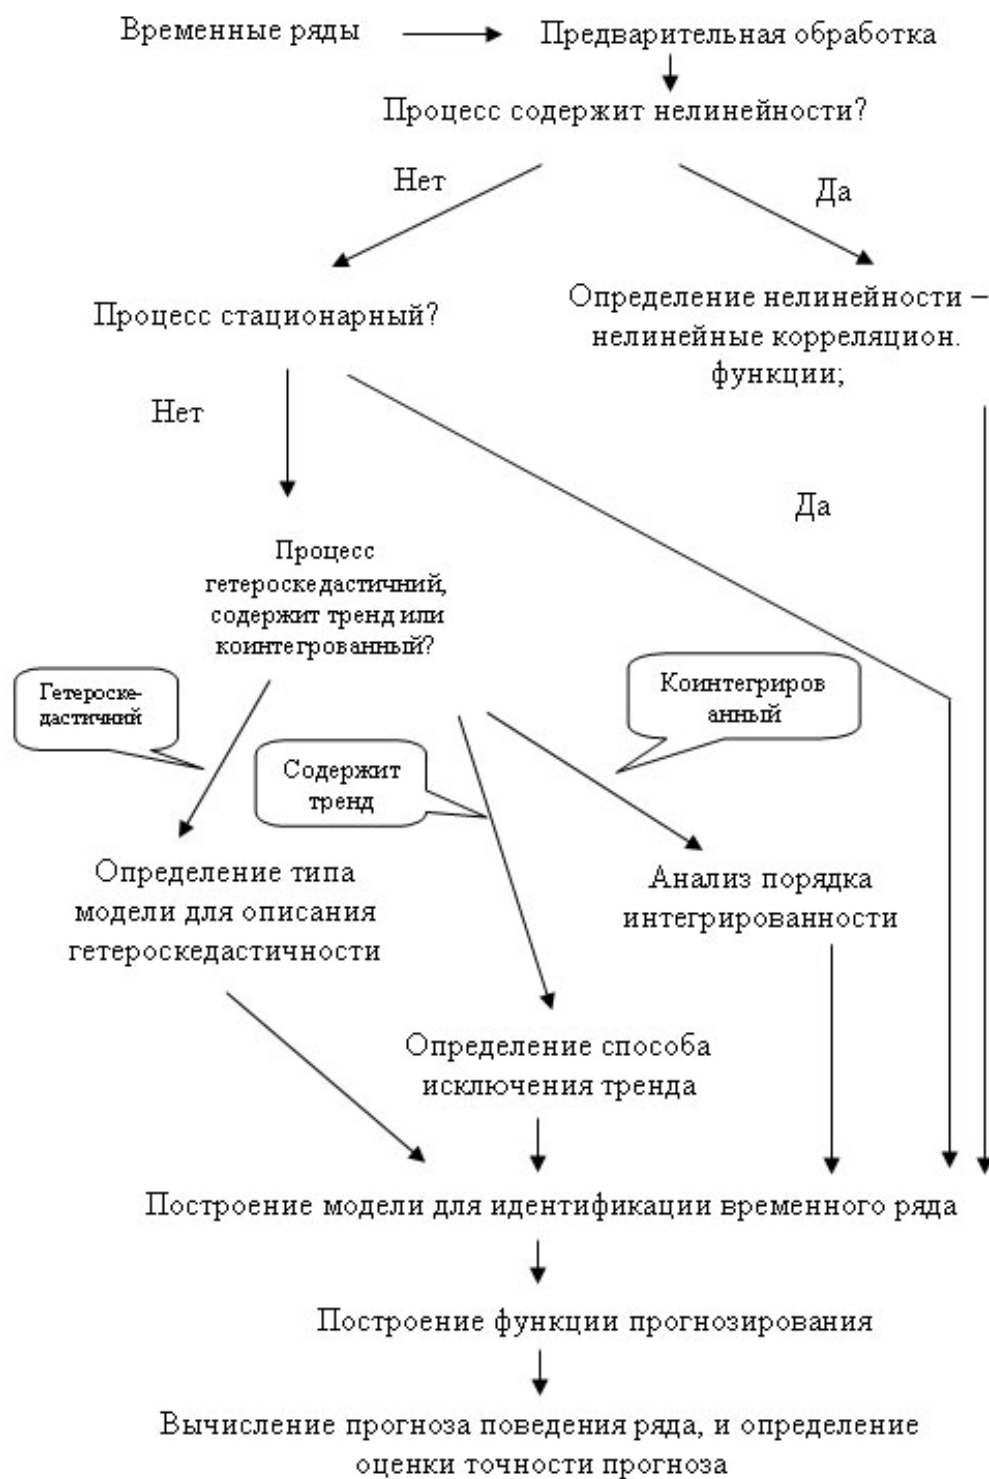 Временные ряды
Предварительная обработка
Процесс содержит нелинейности?
Нет
Да
Процесс стационарный?
Определение нелинейности –
нелинейные корреляцион.
функции;
Нет
Да
Процесс
гетероскедастичний,
содержит тренд или
коинтегрованный?
Гетероске-
дастичний
Содержит
тренд
Коинтегриров
анный
Определение типа
модели для описания
гетероскедастичности
Анализ порядка
интегрированности
Определение способа
исключения тренда
Построение модели для идентификации временного ряда
Построение функции прогнозирования
Вычисление прогноза поведения ряда, и определение
оценки точности прогноза